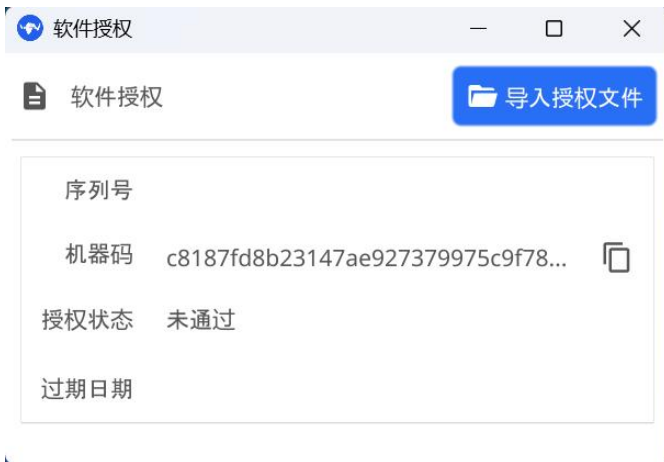 软件授权
软件授权
导入授权文件
序列号
机器码 c8187fd8b23147ae927379975c9f78...
授权状态 未通过
过期日期